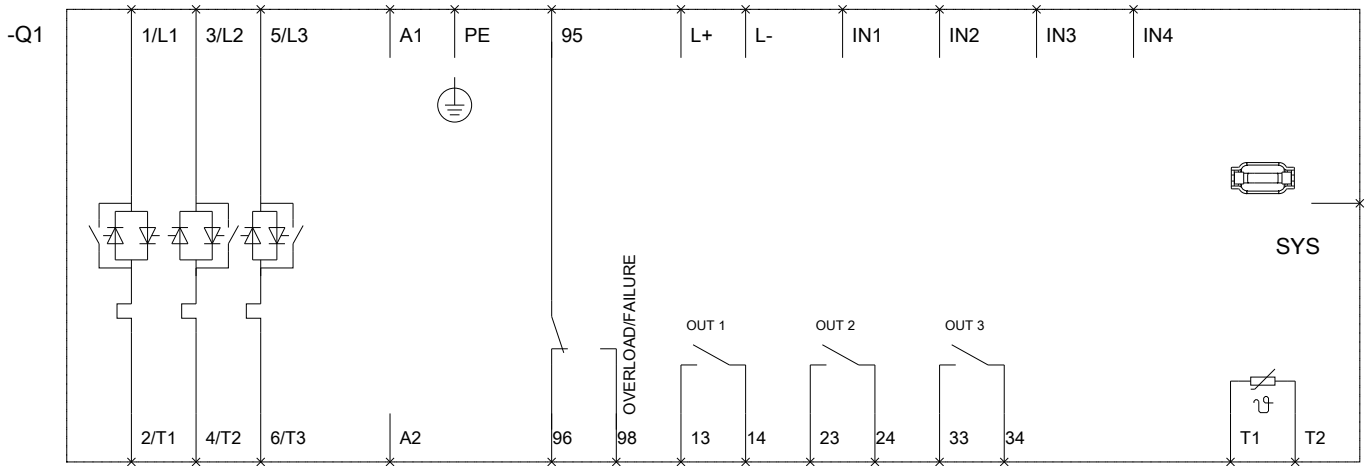 -Q1 1/L1 3/L2 5/L3 A1 PE 95 L+ L- IN1 IN2 IN3 IN4
SYS
OVERLOAD/FAILURE
OUT 1 OUT 2 OUT 3
ϑ
2/T1 4/T2 6/T3 A2 96 98 13 14 23 24 33 34 T1 T2